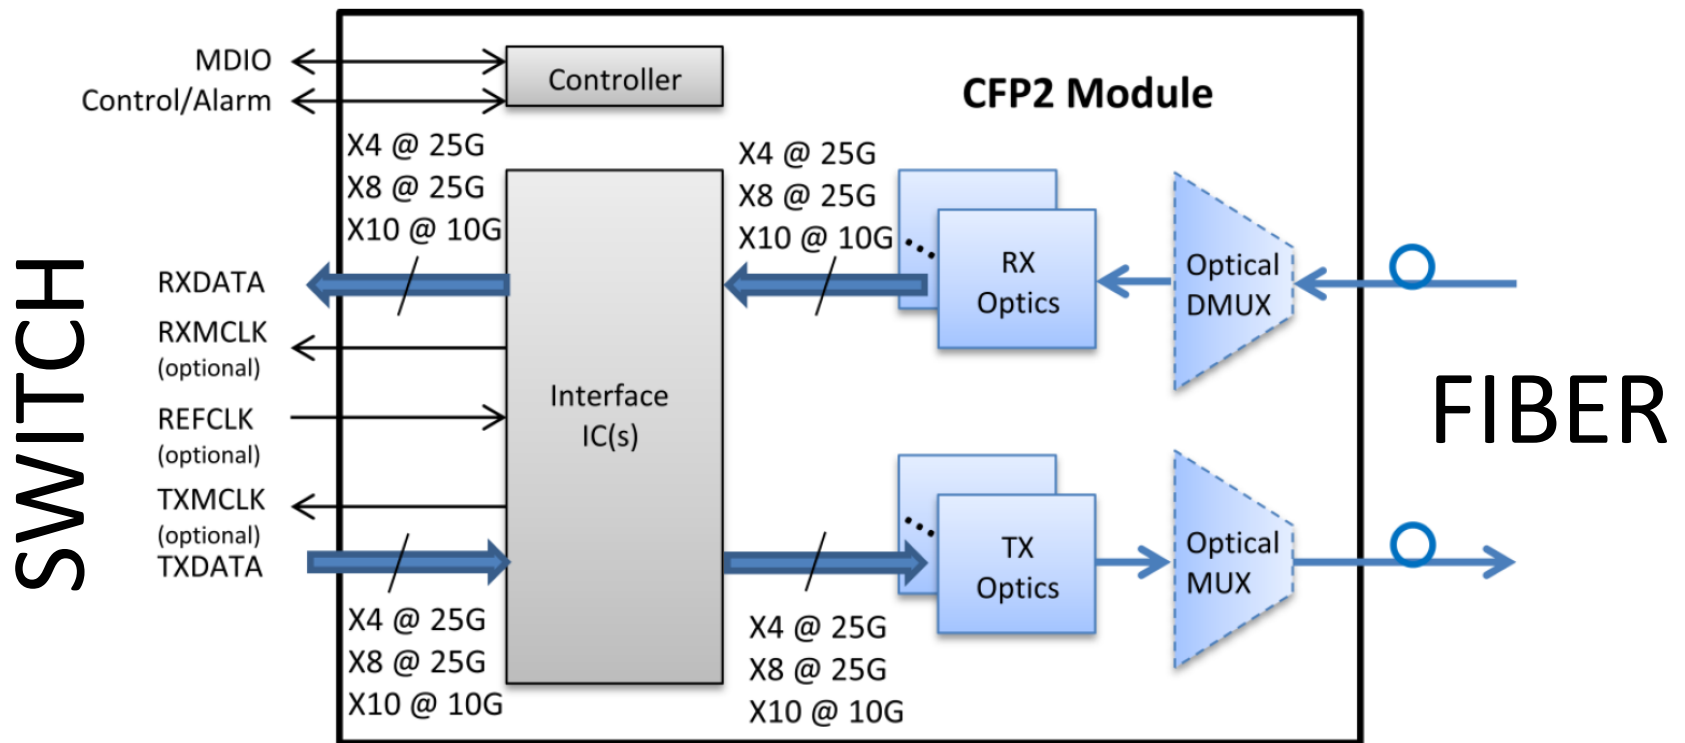 MDIO
Control/Alarm
Controller
CFP2 Module
X4 @ 25G
X8 @ 25G
X10 @ 10G
X4 @ 25G
X8 @ 25G
X10 @ 10G
SWITCH
RXDATA
RXMCLK
(optional)
REFCLK
(optional)
TXMCLK
(optional)
TXDATA
Interface
IC(s)
RX
Optics
Optical
DMUX
FIBER
TX
Optics
Optical
MUX
X4 @ 25G
X8 @ 25G
X10 @ 10G
X4 @ 25G
X8 @ 25G
X10 @ 10G